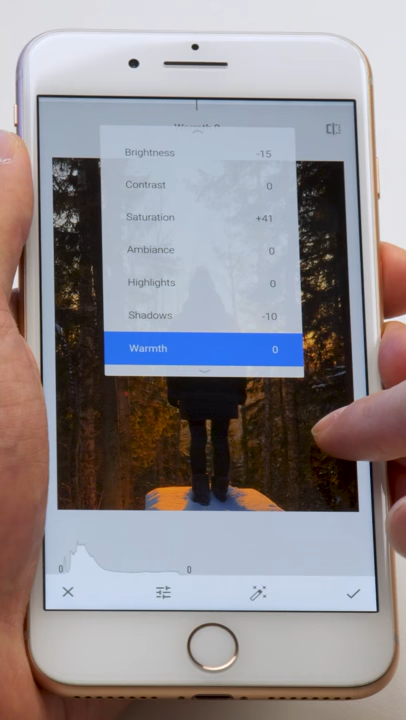 Brightness -15
Contrast 0
Saturation +41
Ambiance 0
Highlights 0
Shadows -10
Warmth 0
0 0